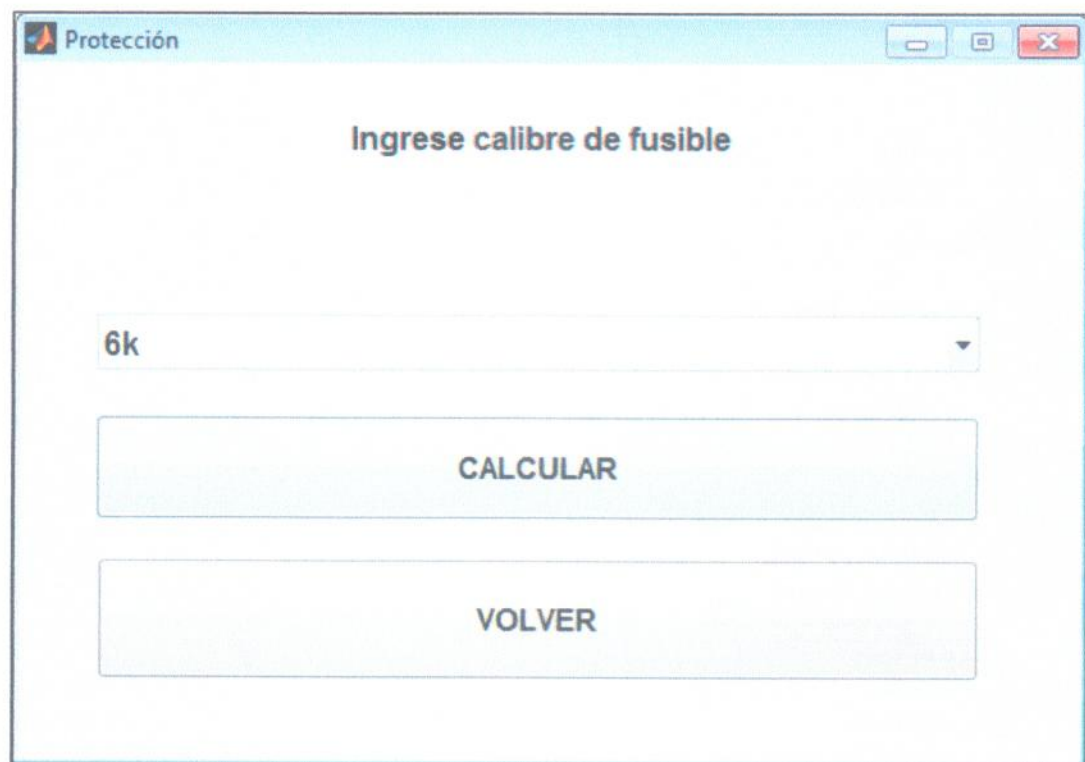 Protección
Ingrese calibre de fusible
6k
CALCULAR
VOLVER